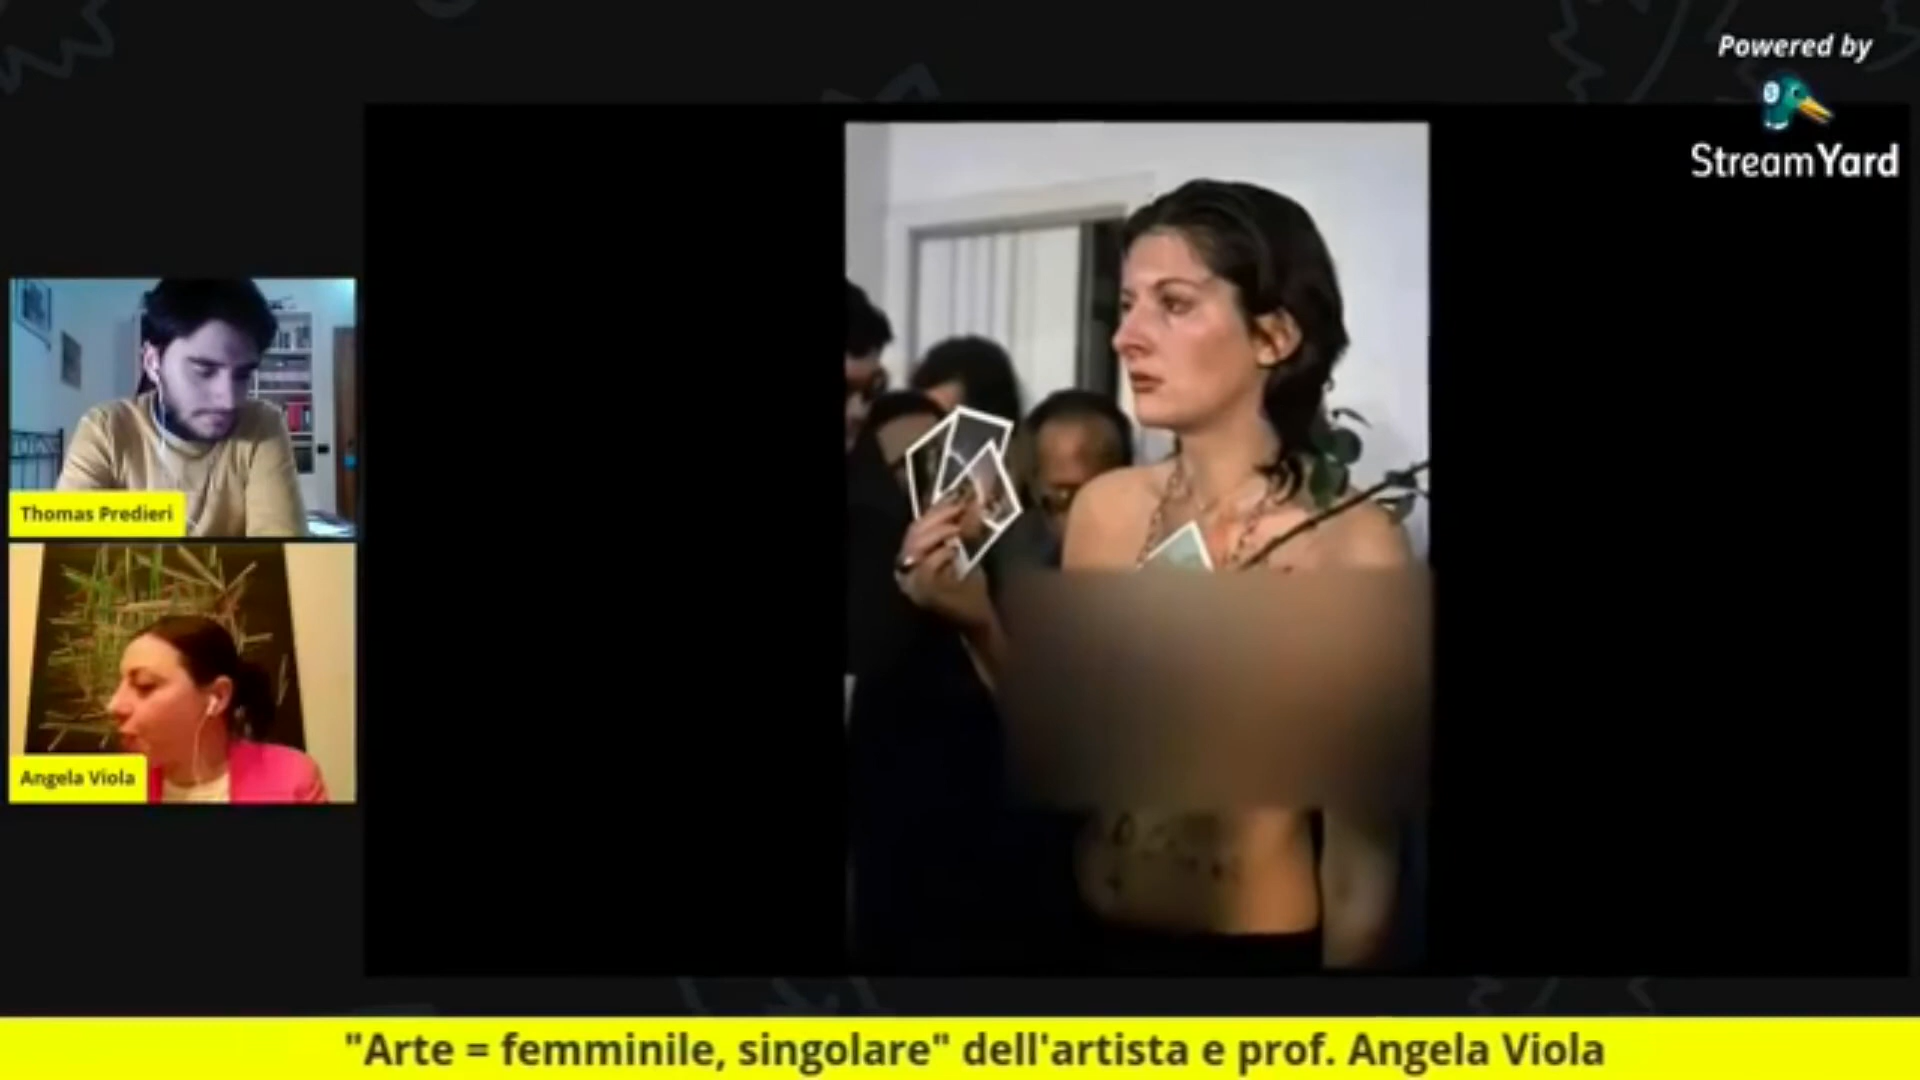 Powered by
StreamYard
Thomas Predieri
Angela Viola
"Arte = femminile, singolare" dell'artista e prof. Angela Viola